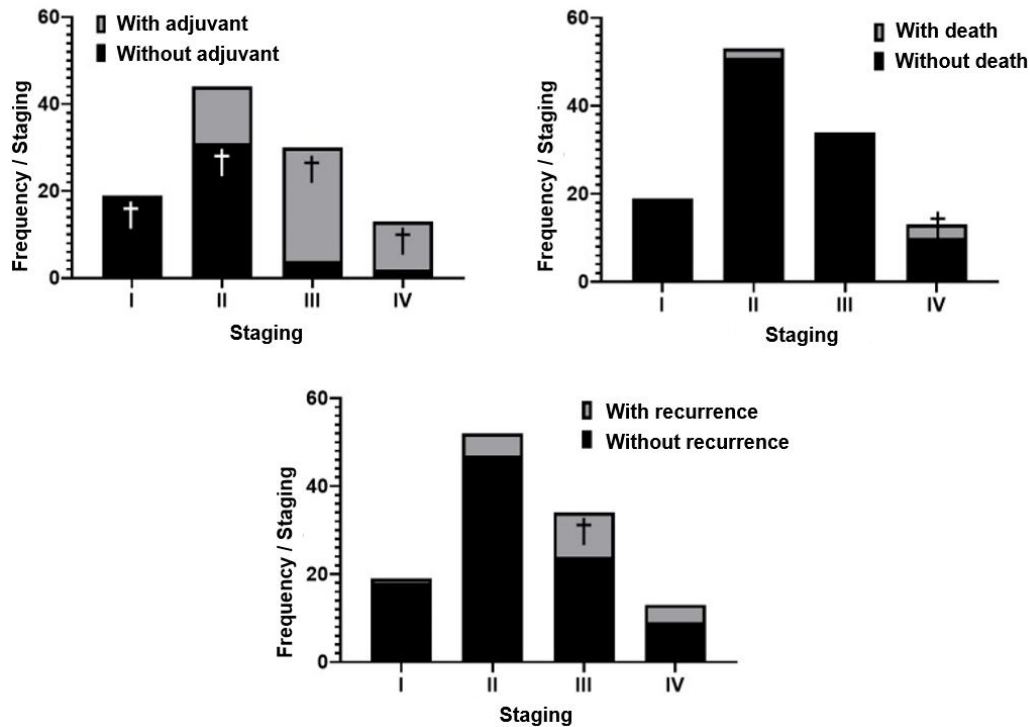 60
40
20
0
Frequency / Staging
With adjuvant
Without adjuvant
†
†
†
†
I II III IV
Staging
60
40
20
0
Frequency / Staging
With death
Without death
†
I II III IV
Staging
60
40
20
0
Frequency / Staging
With recurrence
Without recurrence
†
I II III IV
Staging